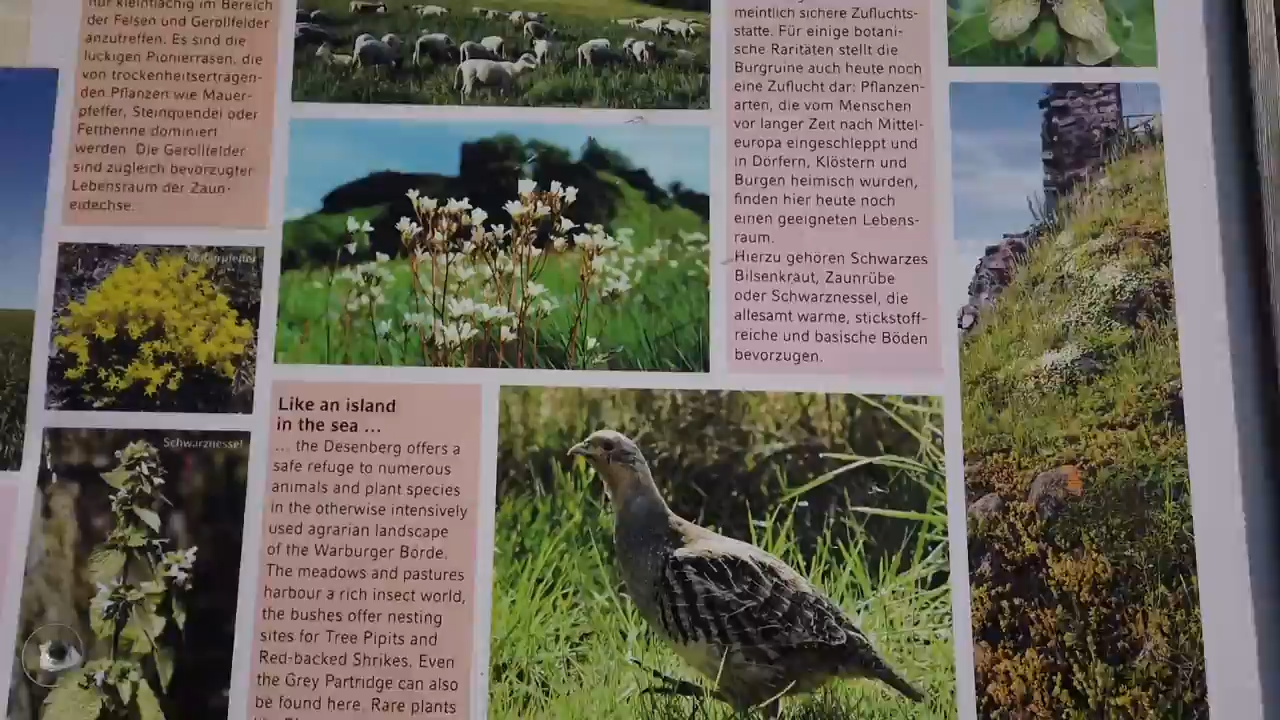 nur kleinflächig im Bereich
der Felsen und Geröllfelder
anzutreffen. Es sind die
lückigen Pionierrasen, die
von trockenheitsertragen-
den Pflanzen wie Mauer-
pfeffer, Steinquendel oder
Fetthenne dominiert
werden. Die Geröllfelder
sind zugleich bevorzugter
Lebensraum der Zaun-
eidechse.
Mauerpfeffer
Schwarznessel
Like an island
in the sea ...
... the Desenberg offers a
safe refuge to numerous
animals and plant species
in the otherwise intensively
used agrarian landscape
of the Warburger Börde.
The meadows and pastures
harbour a rich insect world,
the bushes offer nesting
sites for Tree Pipits and
Red-backed Shrikes. Even
the Grey Partridge can also
be found here. Rare plants
meintlich sichere Zufluchts-
stätte. Für einige botani-
sche Raritäten stellt die
Burgruine auch heute noch
eine Zuflucht dar: Pflanzen-
arten, die vom Menschen
vor langer Zeit nach Mittel-
europa eingeschleppt und
in Dörfern, Klöstern und
Burgen heimisch wurden,
finden hier heute noch
einen geeigneten Lebens-
raum.
Hierzu gehören Schwarzes
Bilsenkraut, Zaunrübe
oder Schwarznessel, die
allesamt warme, stickstoff-
reiche und basische Böden
bevorzugen.